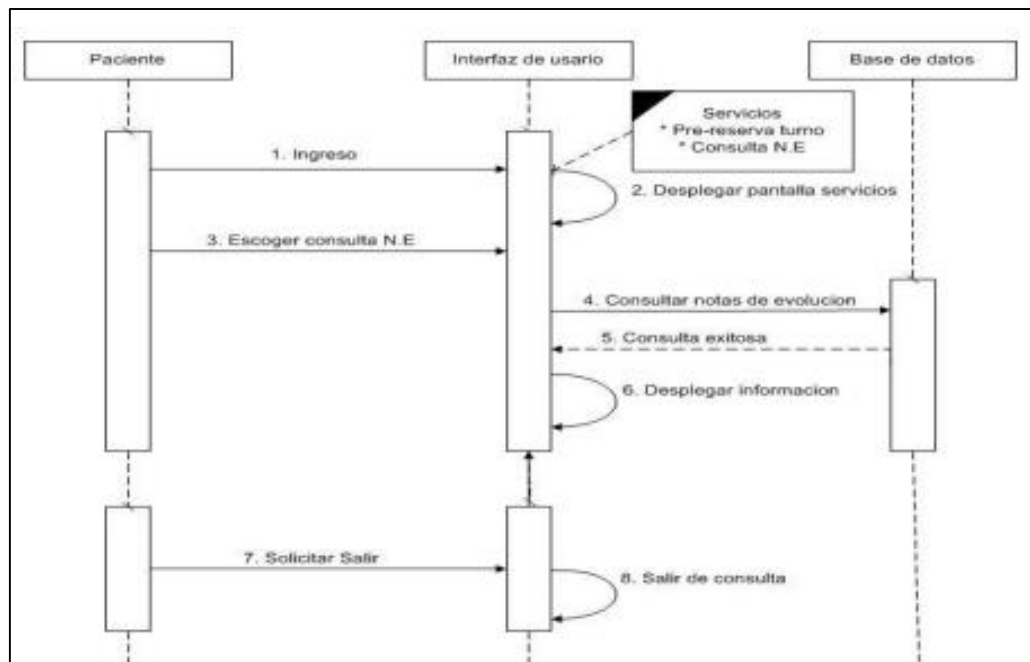 Paciente
Interfaz de usario
Base de datos
Servicios
* Pre-reserva turno
* Consulta N.E
1. Ingreso
2. Desplegar pantalla servicios
3. Escoger consulta N.E
4. Consultar notas de evolucion
5. Consulta exitosa
6. Desplegar informacion
7. Solicitar Salir
8. Salir de consulta